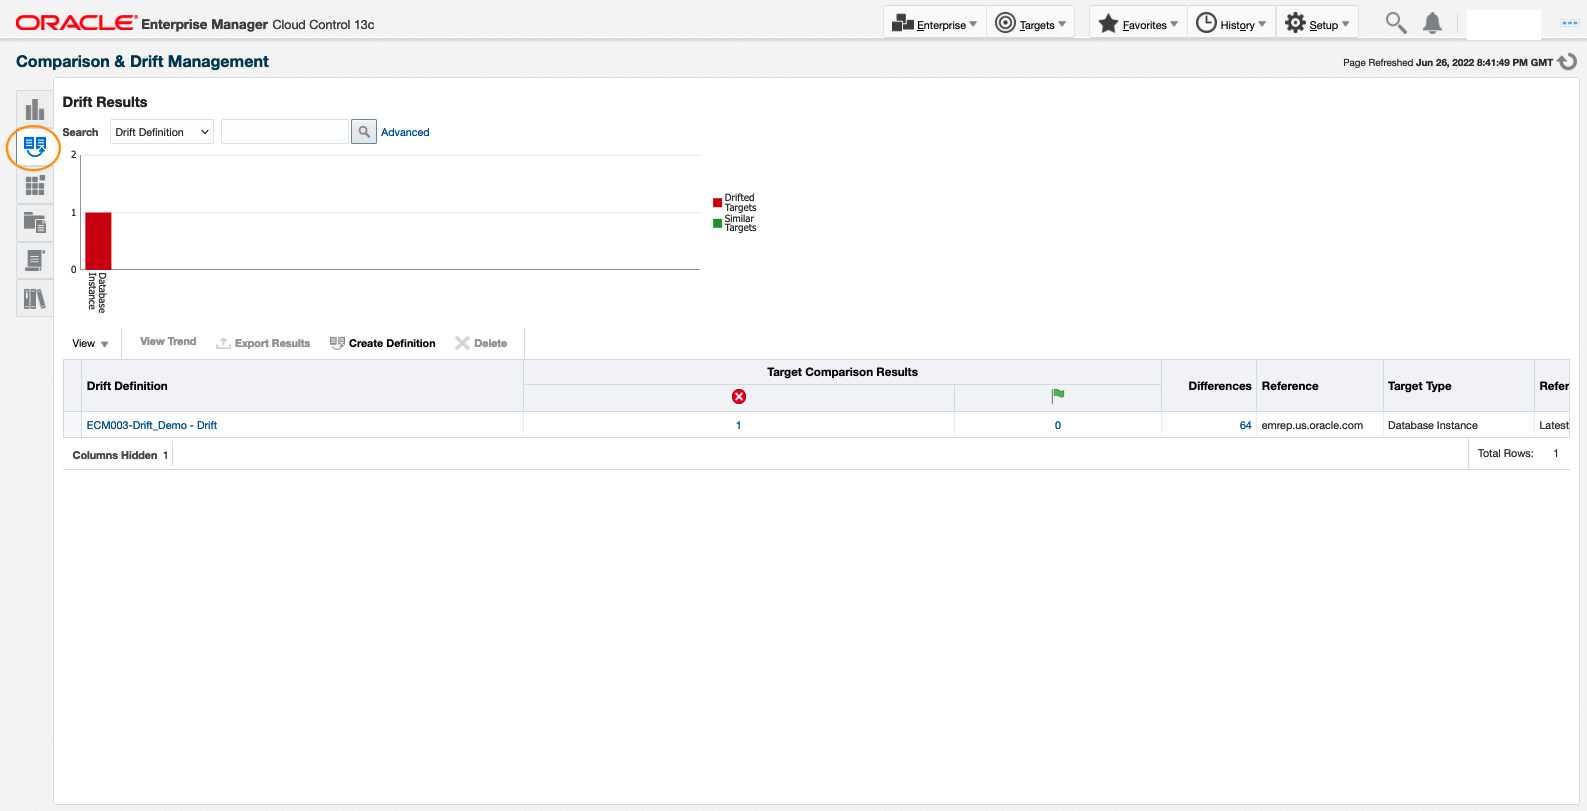 ORACLE Enterprise Manager Cloud Control 13c Enterprise Targets Favorites History Setup
Comparison & Drift Management
Page Refreshed Jun 26, 2022 8:41:49 PM GMT
Drift Results
Search Drift Definition Advanced
2
1
0
Database
Instance
Drifted
Targets
Similar
Targets
View View Trend Export Results Create Definition Delete
Drift Definition Target Comparison Results Differences Reference Target Type Refer
ECM003-Drift_Demo - Drift 1 0 64 emrep.us.oracle.com Database Instance Latest
Columns Hidden 1 Total Rows: 1